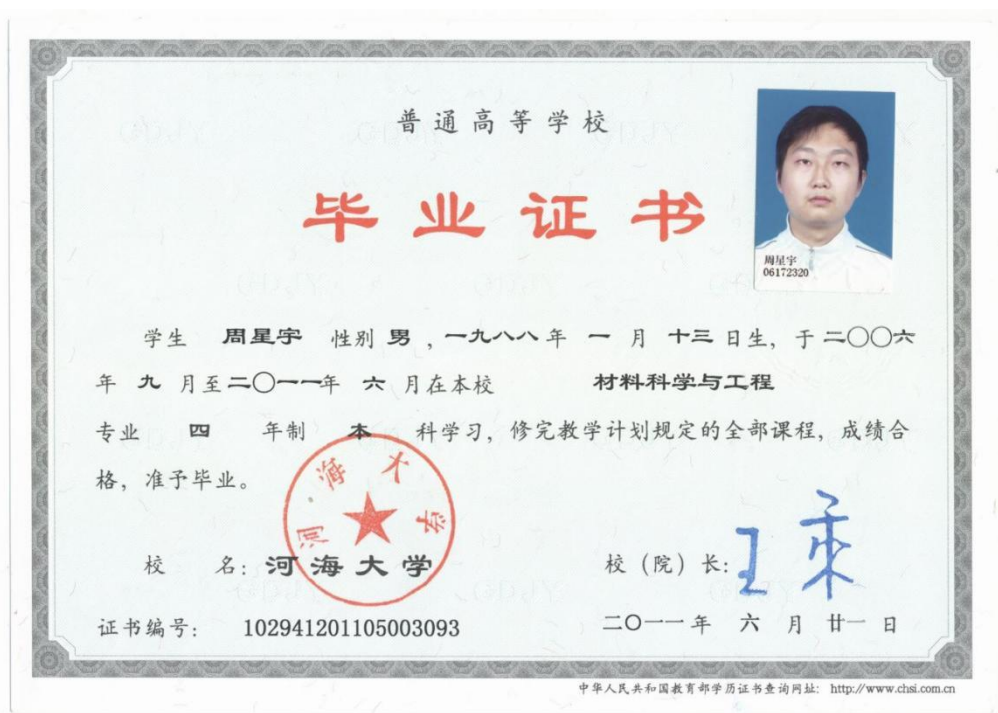 普通高等学校
毕业证书
周星宇
06172320
学生 周星宇 性别 男 ，一九八八年 一 月 十三 日生，于 二〇〇六
年 九 月至 二〇一一年 六 月在本校 材料科学与工程
专业 四 年制 本 科学习，修完教学计划规定的全部课程，成绩合
格，准予毕业。
河海大学
校 名：河海大学
校（院）长：
证书编号： 102941201105003093
二〇一一年 六 月 廿一 日
中华人民共和国教育部学历证书查询网址： http://www.chsi.com.cn